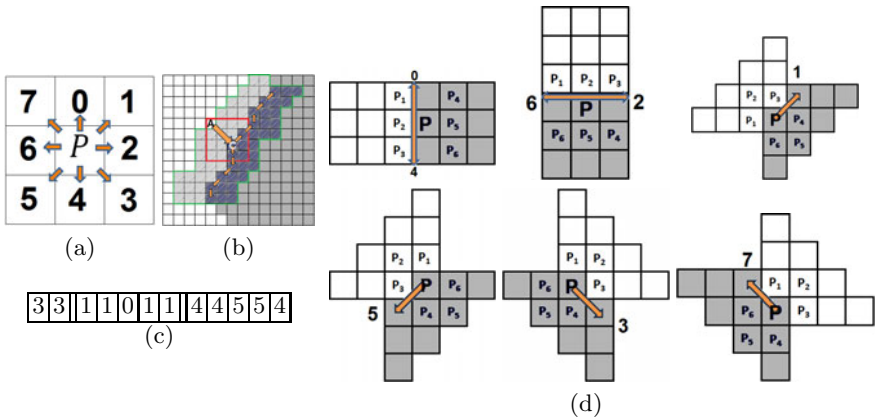 7 0 1
6 P 2
5 4 3
(a)
A
C
(b)
3 3 1 1 0 1 1 4 4 5 5 4
(c)
0
P1 P4
P2 P P5
P3 P6
4
P1 P2 P3
6 2
P
P6 P5 P4
1
P2 P3
P1 P P4
P6 P5
P2 P1
P3 P P6
5 P4 P5
P1 P2
P6 P P3
P5 P4
3
7
P1 P2
P6 P P3
P5 P4
(d)